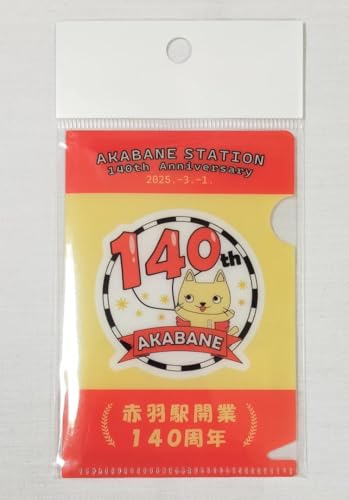 AKABANE STATION
140th Anniversary
2025.-3.-1.
140th
AKABANE
赤羽駅開業
140周年